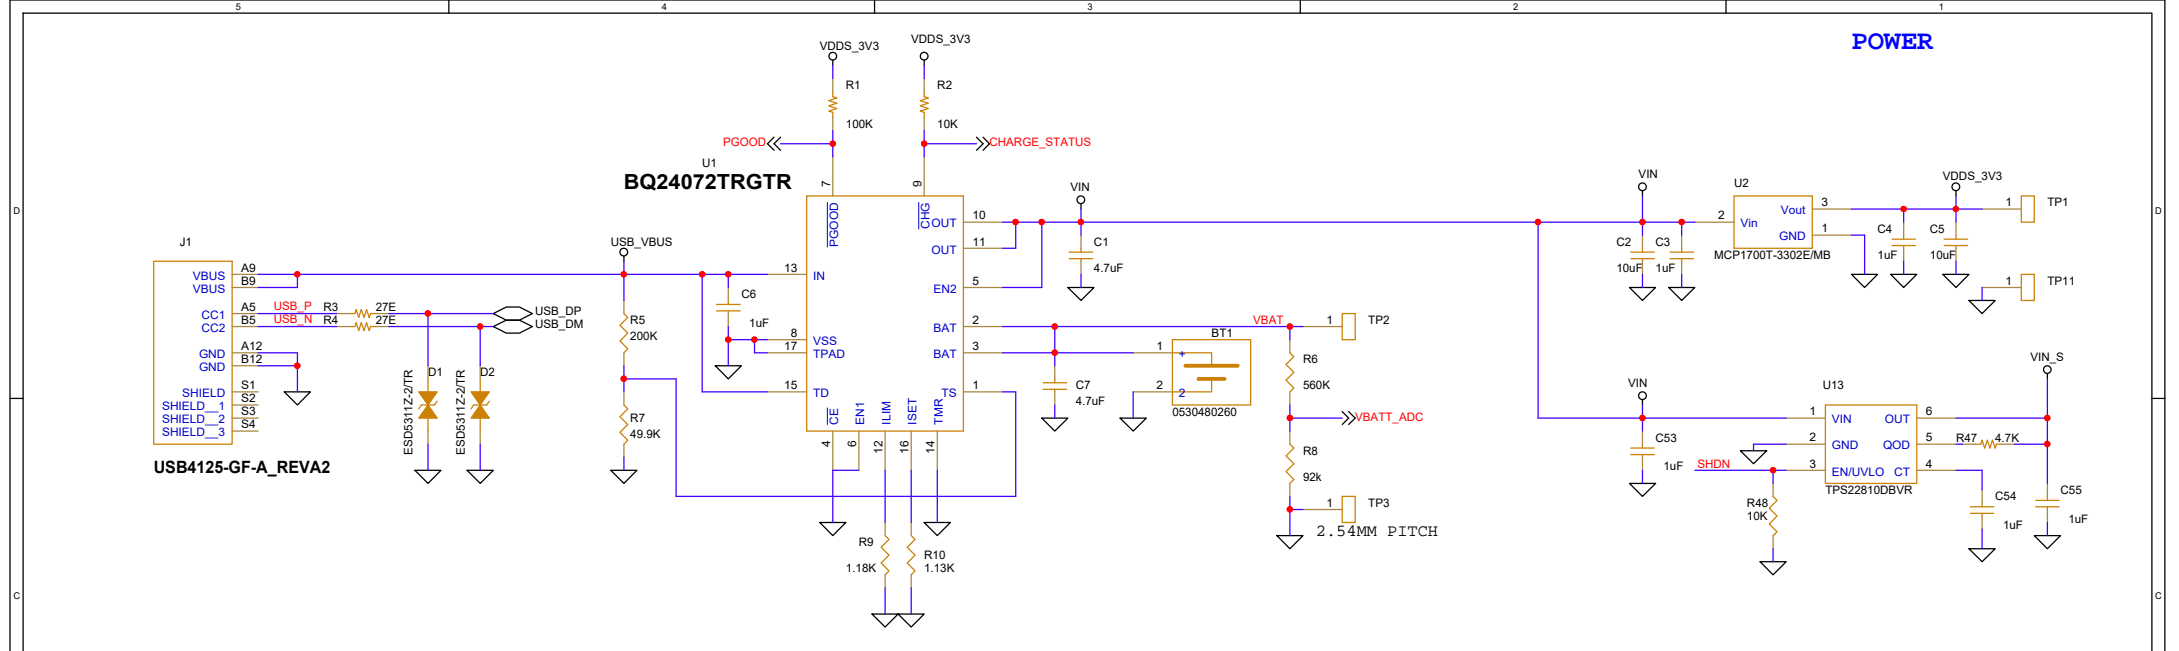 5 4 3 2 1
POWER
D
D
C
C
VDDS_3V3
R1
100K
PGOOD
VDDS_3V3
R2
10K
CHARGE_STATUS
U1
BQ24072TRGTR
7
PGOOD
9
CHG
13 IN
8 VSS
17 TPAD
15 TD
OUT 10
OUT 11
EN2 5
BAT 2
BAT 3
TS 1
CE
EN1
ILIM
ISET
TMR
4
6
12
16
14
J1
VBUS A9
VBUS B9
CC1 A5
CC2 B5
GND A12
GND B12
SHIELD S1
SHIELD__1 S2
SHIELD__2 S3
SHIELD__3 S4
USB4125-GF-A_REVA2
USB_P R3 27E
USB_N R4 27E
USB_DP
USB_DM
D1
ESD5311Z-2/TR
D2
ESD5311Z-2/TR
USB_VBUS
R5
200K
R7
49.9K
C6
1uF
R9
1.18K
R10
1.13K
VIN
C1
4.7uF
VBAT
1 TP2
BT1
1 +
2 2
0530480260
C7
4.7uF
R6
560K
VBATT_ADC
R8
92k
1 TP3
2.54MM PITCH
VIN
C2
10uF
C3
1uF
U2
2 Vin
Vout 3
GND 1
MCP1700T-3302E/MB
VDDS_3V3
C4
1uF
C5
10uF
1 TP1
1 TP11
VIN
C53
1uF
SHDN
R48
10K
U13
1 VIN
2 GND
3 EN/UVLO
OUT 6
QOD 5
CT 4
TPS22810DBVR
VIN_S
R47 4.7K
C54
1uF
C55
1uF